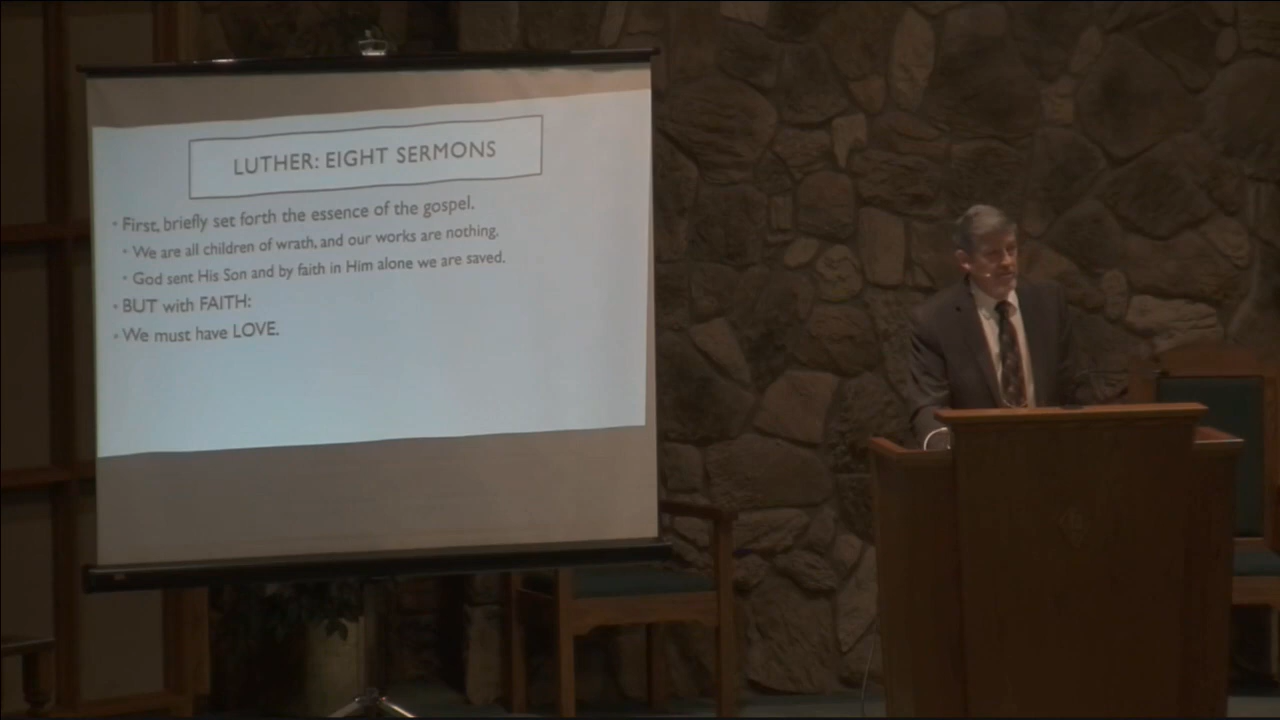 LUTHER: EIGHT SERMONS
• First, briefly set forth the essence of the gospel.
• We are all children of wrath, and our works are nothing.
• God sent His Son and by faith in Him alone we are saved.
• BUT with FAITH:
• We must have LOVE.